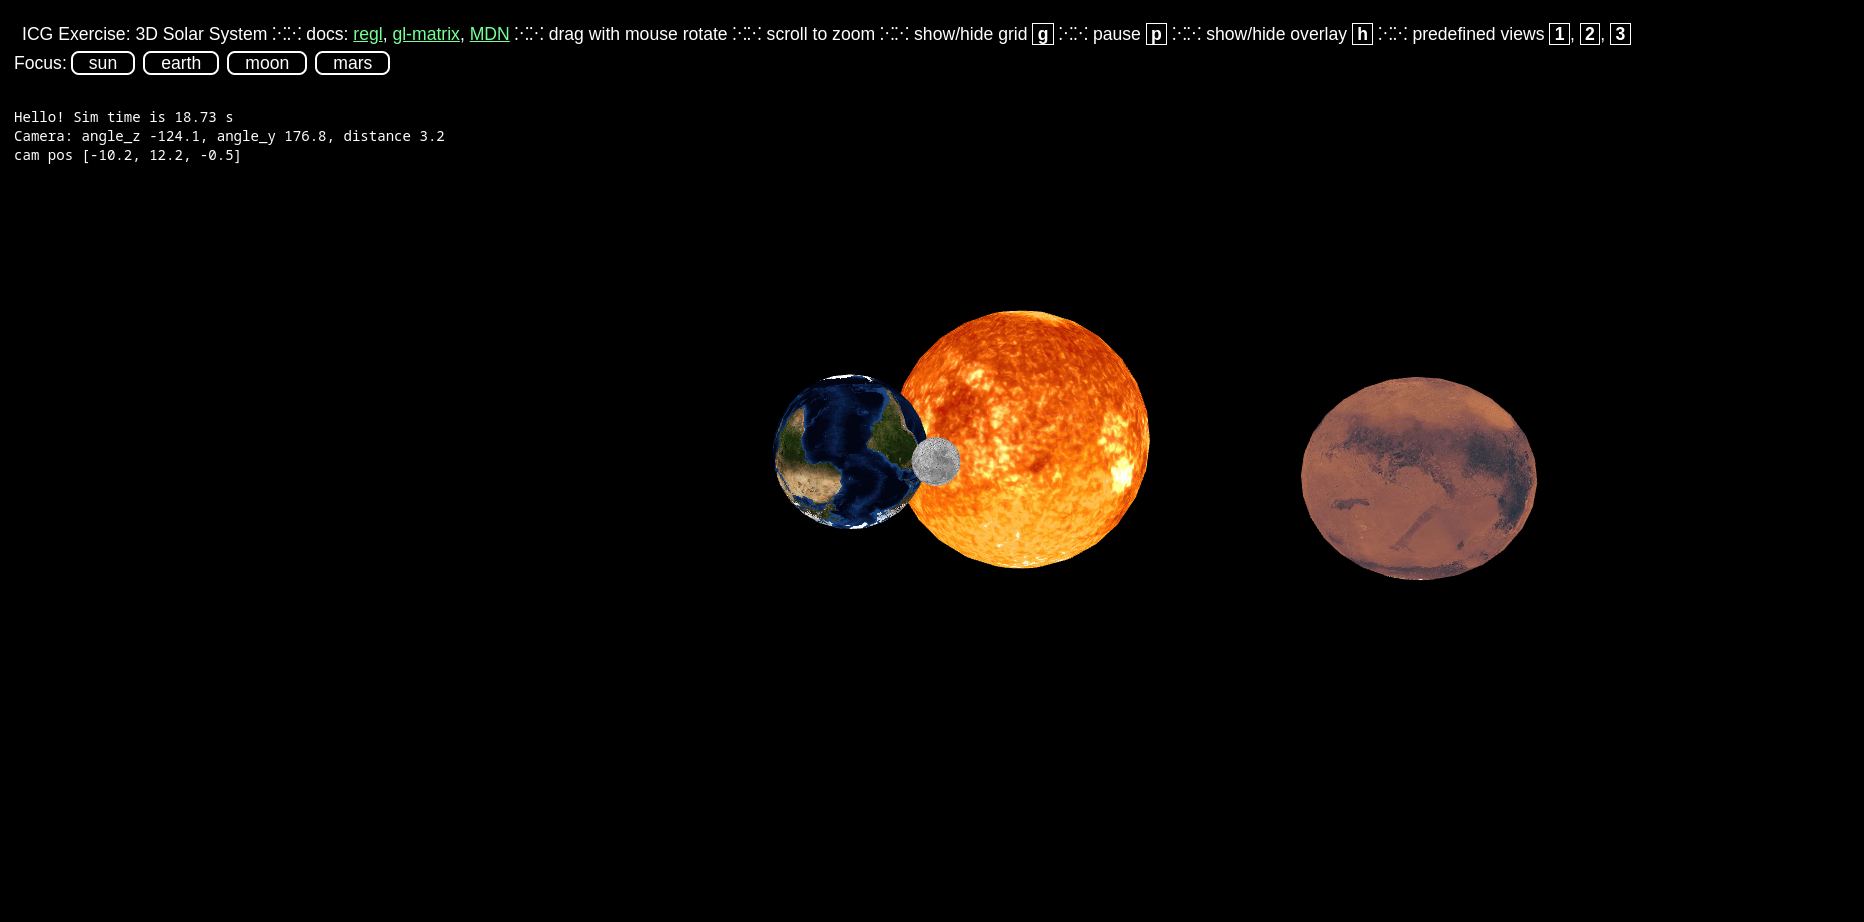 ICG Exercise: 3D Solar System ⁚⁖⁚⁖⁚ docs: regl, gl-matrix, MDN ⁚⁖⁚⁖⁚ drag with mouse rotate ⁚⁖⁚⁖⁚ scroll to zoom ⁚⁖⁚⁖⁚ show/hide grid g ⁚⁖⁚⁖⁚ pause p ⁚⁖⁚⁖⁚ show/hide overlay h ⁚⁖⁚⁖⁚ predefined views 1, 2, 3
Focus: sun earth moon mars
Hello! Sim time is 18.73 s
Camera: angle_z -124.1, angle_y 176.8, distance 3.2
cam pos [-10.2, 12.2, -0.5]